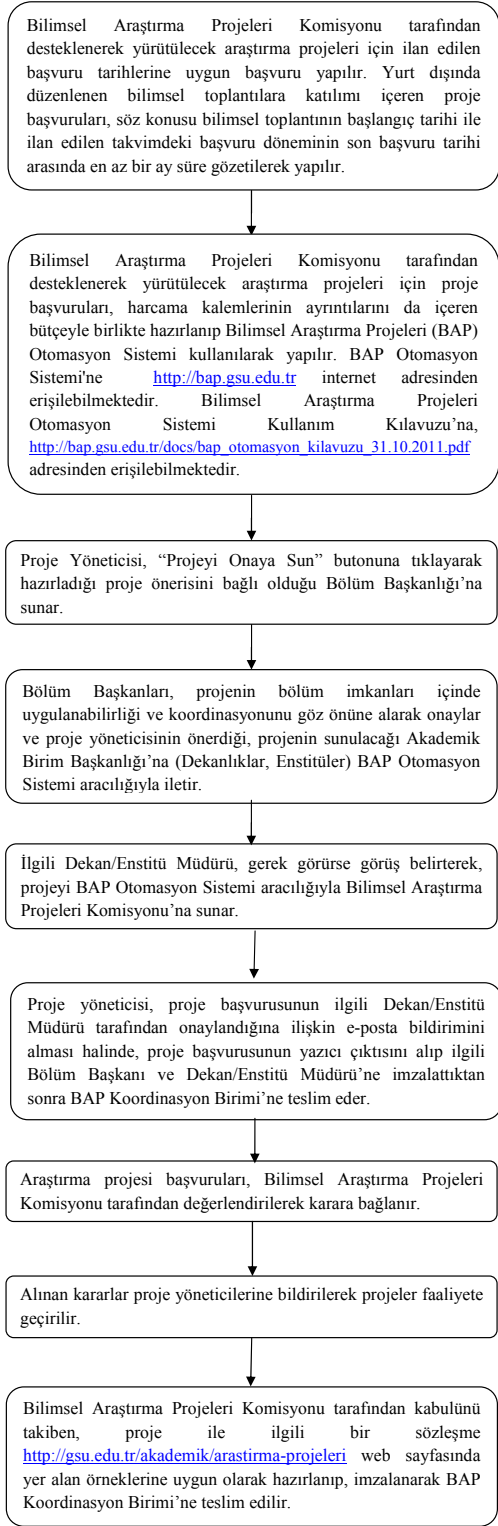 Bilimsel Araştırma Projeleri Komisyonu tarafından
desteklenerek yürütülecek araştırma projeleri için ilan edilen
başvuru tarihlerine uygun başvuru yapılır. Yurt dışında
düzenlenen bilimsel toplantılara katılımı içeren proje
başvuruları, söz konusu bilimsel toplantının başlangıç tarihi ile
ilan edilen takvimdeki başvuru döneminin son başvuru tarihi
arasında en az bir ay süre gözetilerek yapılır.
Bilimsel Araştırma Projeleri Komisyonu tarafından
desteklenerek yürütülecek araştırma projeleri için proje
başvuruları, harcama kalemlerinin ayrıntılarını da içeren
bütçeyle birlikte hazırlanıp Bilimsel Araştırma Projeleri (BAP)
Otomasyon Sistemi kullanılarak yapılır. BAP Otomasyon
Sistemi'ne http://bap.gsu.edu.tr internet adresinden
erişilebilmektedir. Bilimsel Araştırma Projeleri
Otomasyon Sistemi Kullanım Kılavuzu’na,
http://bap.gsu.edu.tr/docs/bap_otomasyon_kilavuzu_31.10.2011.pdf
adresinden erişilebilmektedir.
Proje Yöneticisi, “Projeyi Onaya Sun” butonuna tıklayarak
hazırladığı proje önerisini bağlı olduğu Bölüm Başkanlığı’na
sunar.
Bölüm Başkanları, projenin bölüm imkanları içinde
uygulanabilirliği ve koordinasyonunu göz önüne alarak onaylar
ve proje yöneticisinin önerdiği, projenin sunulacağı Akademik
Birim Başkanlığı’na (Dekanlıklar, Enstitüler) BAP Otomasyon
Sistemi aracılığıyla iletir.
İlgili Dekan/Enstitü Müdürü, gerek görürse görüş belirterek,
projeyi BAP Otomasyon Sistemi aracılığıyla Bilimsel Araştırma
Projeleri Komisyonu’na sunar.
Proje yöneticisi, proje başvurusunun ilgili Dekan/Enstitü
Müdürü tarafından onaylandığına ilişkin e-posta bildirimini
alması halinde, proje başvurusunun yazıcı çıktısını alıp ilgili
Bölüm Başkanı ve Dekan/Enstitü Müdürü’ne imzalattıktan
sonra BAP Koordinasyon Birimi’ne teslim eder.
Araştırma projesi başvuruları, Bilimsel Araştırma Projeleri
Komisyonu tarafından değerlendirilerek karara bağlanır.
Alınan kararlar proje yöneticilerine bildirilerek projeler faaliyete
geçirilir.
Bilimsel Araştırma Projeleri Komisyonu tarafından kabulünü
takiben, proje ile ilgili bir sözleşme
http://gsu.edu.tr/akademik/arastirma-projeleri web sayfasında
yer alan örneklerine uygun olarak hazırlanıp, imzalanarak BAP
Koordinasyon Birimi’ne teslim edilir.